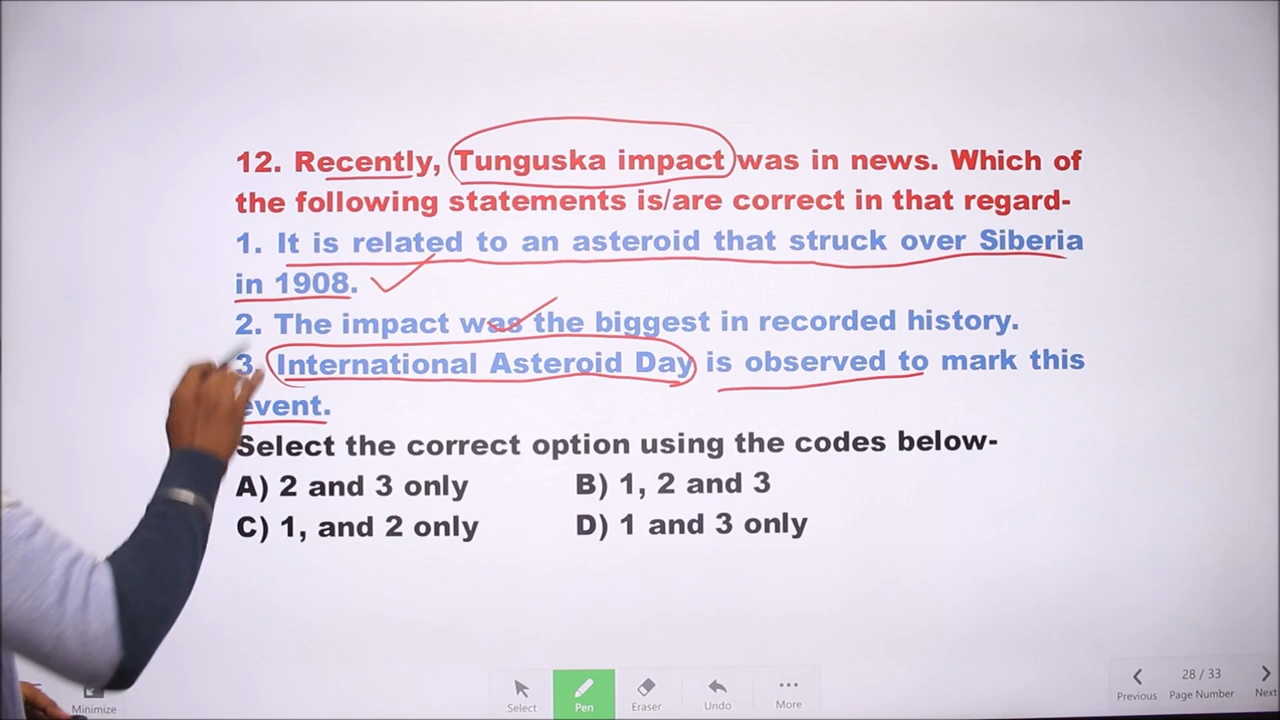 12. Recently, Tunguska impact was in news. Which of
the following statements is/are correct in that regard-
1. It is related to an asteroid that struck over Siberia
in 1908.
2. The impact was the biggest in recorded history.
3. International Asteroid Day is observed to mark this
event.
Select the correct option using the codes below-
A) 2 and 3 only B) 1, 2 and 3
C) 1, and 2 only D) 1 and 3 only
Minimize Select Pen Eraser Undo More Previous 28 / 33 Page Number Next